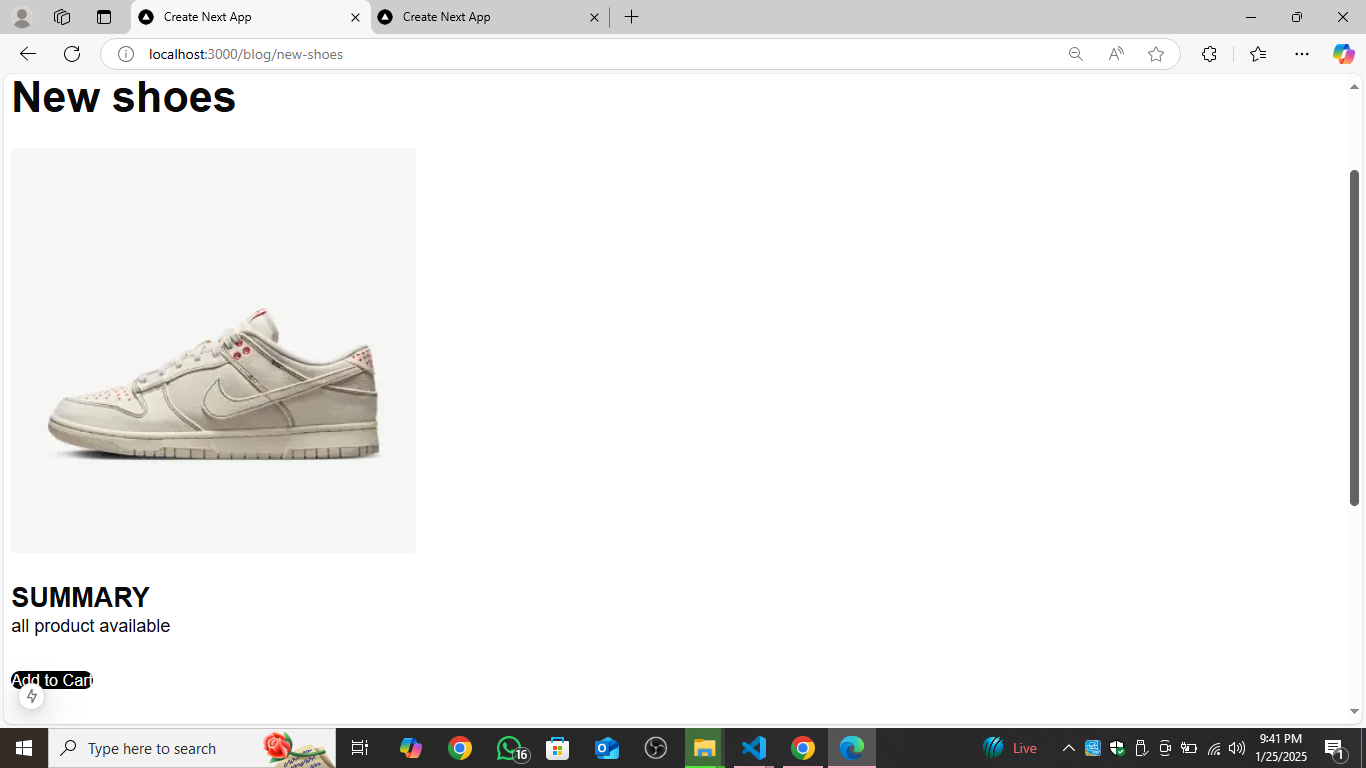 Create Next App
Create Next App
localhost:3000/blog/new-shoes
New shoes
SUMMARY
all product available
Add to Cart
Type here to search
16
Live
9:41 PM
1/25/2025
1